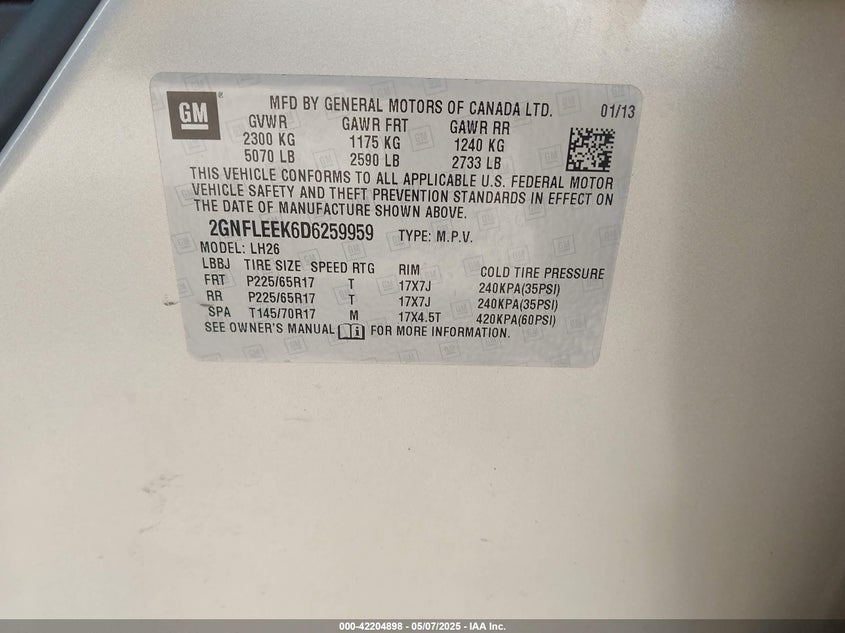 GM ® MFD BY GENERAL MOTORS OF CANADA LTD. 01/13
GVWR GAWR FRT GAWR RR
2300 KG 1175 KG 1240 KG
5070 LB 2590 LB 2733 LB
THIS VEHICLE CONFORMS TO ALL APPLICABLE U.S. FEDERAL MOTOR
VEHICLE SAFETY AND THEFT PREVENTION STANDARDS IN EFFECT ON
THE DATE OF MANUFACTURE SHOWN ABOVE.
2GNFLEEK6D6259959 TYPE: M.P.V.
MODEL: LH26
LBBJ TIRE SIZE SPEED RTG RIM COLD TIRE PRESSURE
FRT P225/65R17 T 17X7J 240KPA(35PSI)
RR P225/65R17 T 17X7J 240KPA(35PSI)
SPA T145/70R17 M 17X4.5T 420KPA(60PSI)
SEE OWNER'S MANUAL FOR MORE INFORMATION.
000-42204898 - 05/07/2025 - IAA Inc.